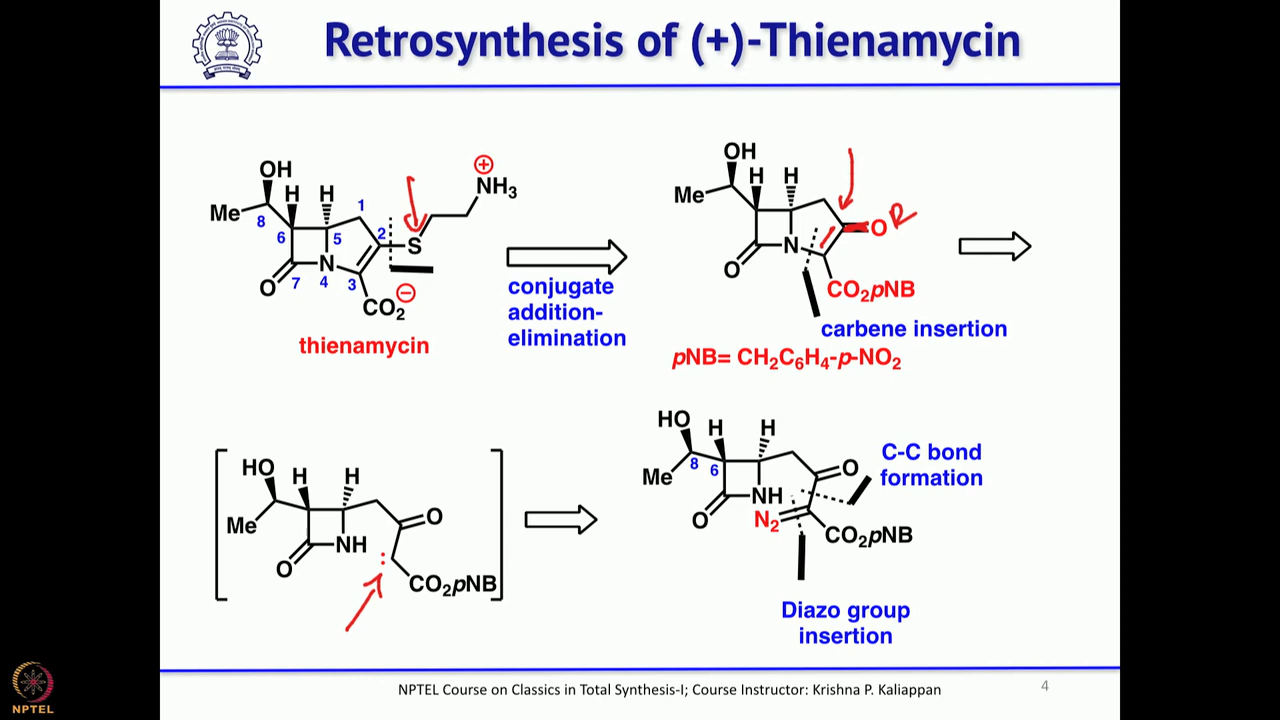 Retrosynthesis of (+)-Thienamycin
OH
H H
Me
8
1
6
5
2
S
NH3
+
O
7
N
4
3
CO2
−
thienamycin
conjugate
addition-
elimination
OH
H H
Me
O R
N
O
CO2pNB
carbene insertion
pNB= CH2C6H4-p-NO2
HO
H H
Me
O
NH
O
CO2pNB
HO
H H
8 6
Me
O
NH
O
N2
CO2pNB
C-C bond
formation
Diazo group
insertion
NPTEL Course on Classics in Total Synthesis-I; Course Instructor: Krishna P. Kaliappan
4
NPTEL